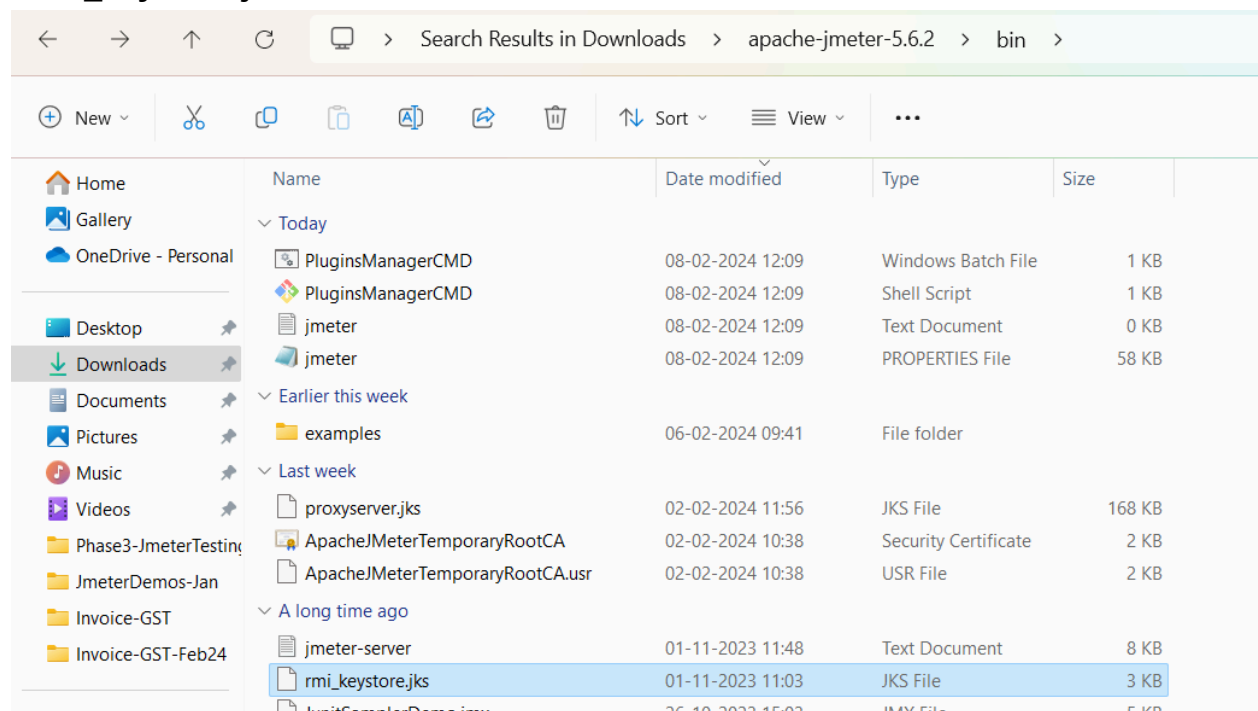 Search Results in Downloads > apache-jmeter-5.6.2 > bin >
New Sort View
Name Date modified Type Size
Home
Gallery
OneDrive - Personal
Desktop
Downloads
Documents
Pictures
Music
Videos
Phase3-JmeterTesting
JmeterDemos-Jan
Invoice-GST
Invoice-GST-Feb24
Today
PluginsManagerCMD 08-02-2024 12:09 Windows Batch File 1 KB
PluginsManagerCMD 08-02-2024 12:09 Shell Script 1 KB
jmeter 08-02-2024 12:09 Text Document 0 KB
jmeter 08-02-2024 12:09 PROPERTIES File 58 KB
Earlier this week
examples 06-02-2024 09:41 File folder
Last week
proxyserver.jks 02-02-2024 11:56 JKS File 168 KB
ApacheJMeterTemporaryRootCA 02-02-2024 10:38 Security Certificate 2 KB
ApacheJMeterTemporaryRootCA.usr 02-02-2024 10:38 USR File 2 KB
A long time ago
jmeter-server 01-11-2023 11:48 Text Document 8 KB
rmi_keystore.jks 01-11-2023 11:03 JKS File 3 KB